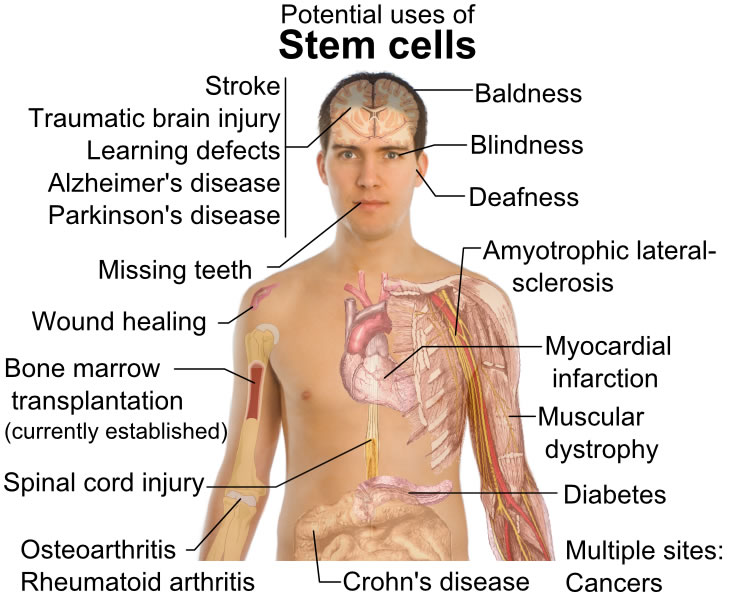 Potential uses of
Stem cells
Stroke
Traumatic brain injury
Learning defects
Alzheimer's disease
Parkinson's disease
Missing teeth
Wound healing
Bone marrow
transplantation
(currently established)
Spinal cord injury
Osteoarthritis
Rheumatoid arthritis
Baldness
Blindness
Deafness
Amyotrophic lateral-
sclerosis
Myocardial
infarction
Muscular
dystrophy
Diabetes
Crohn's disease
Multiple sites:
Cancers